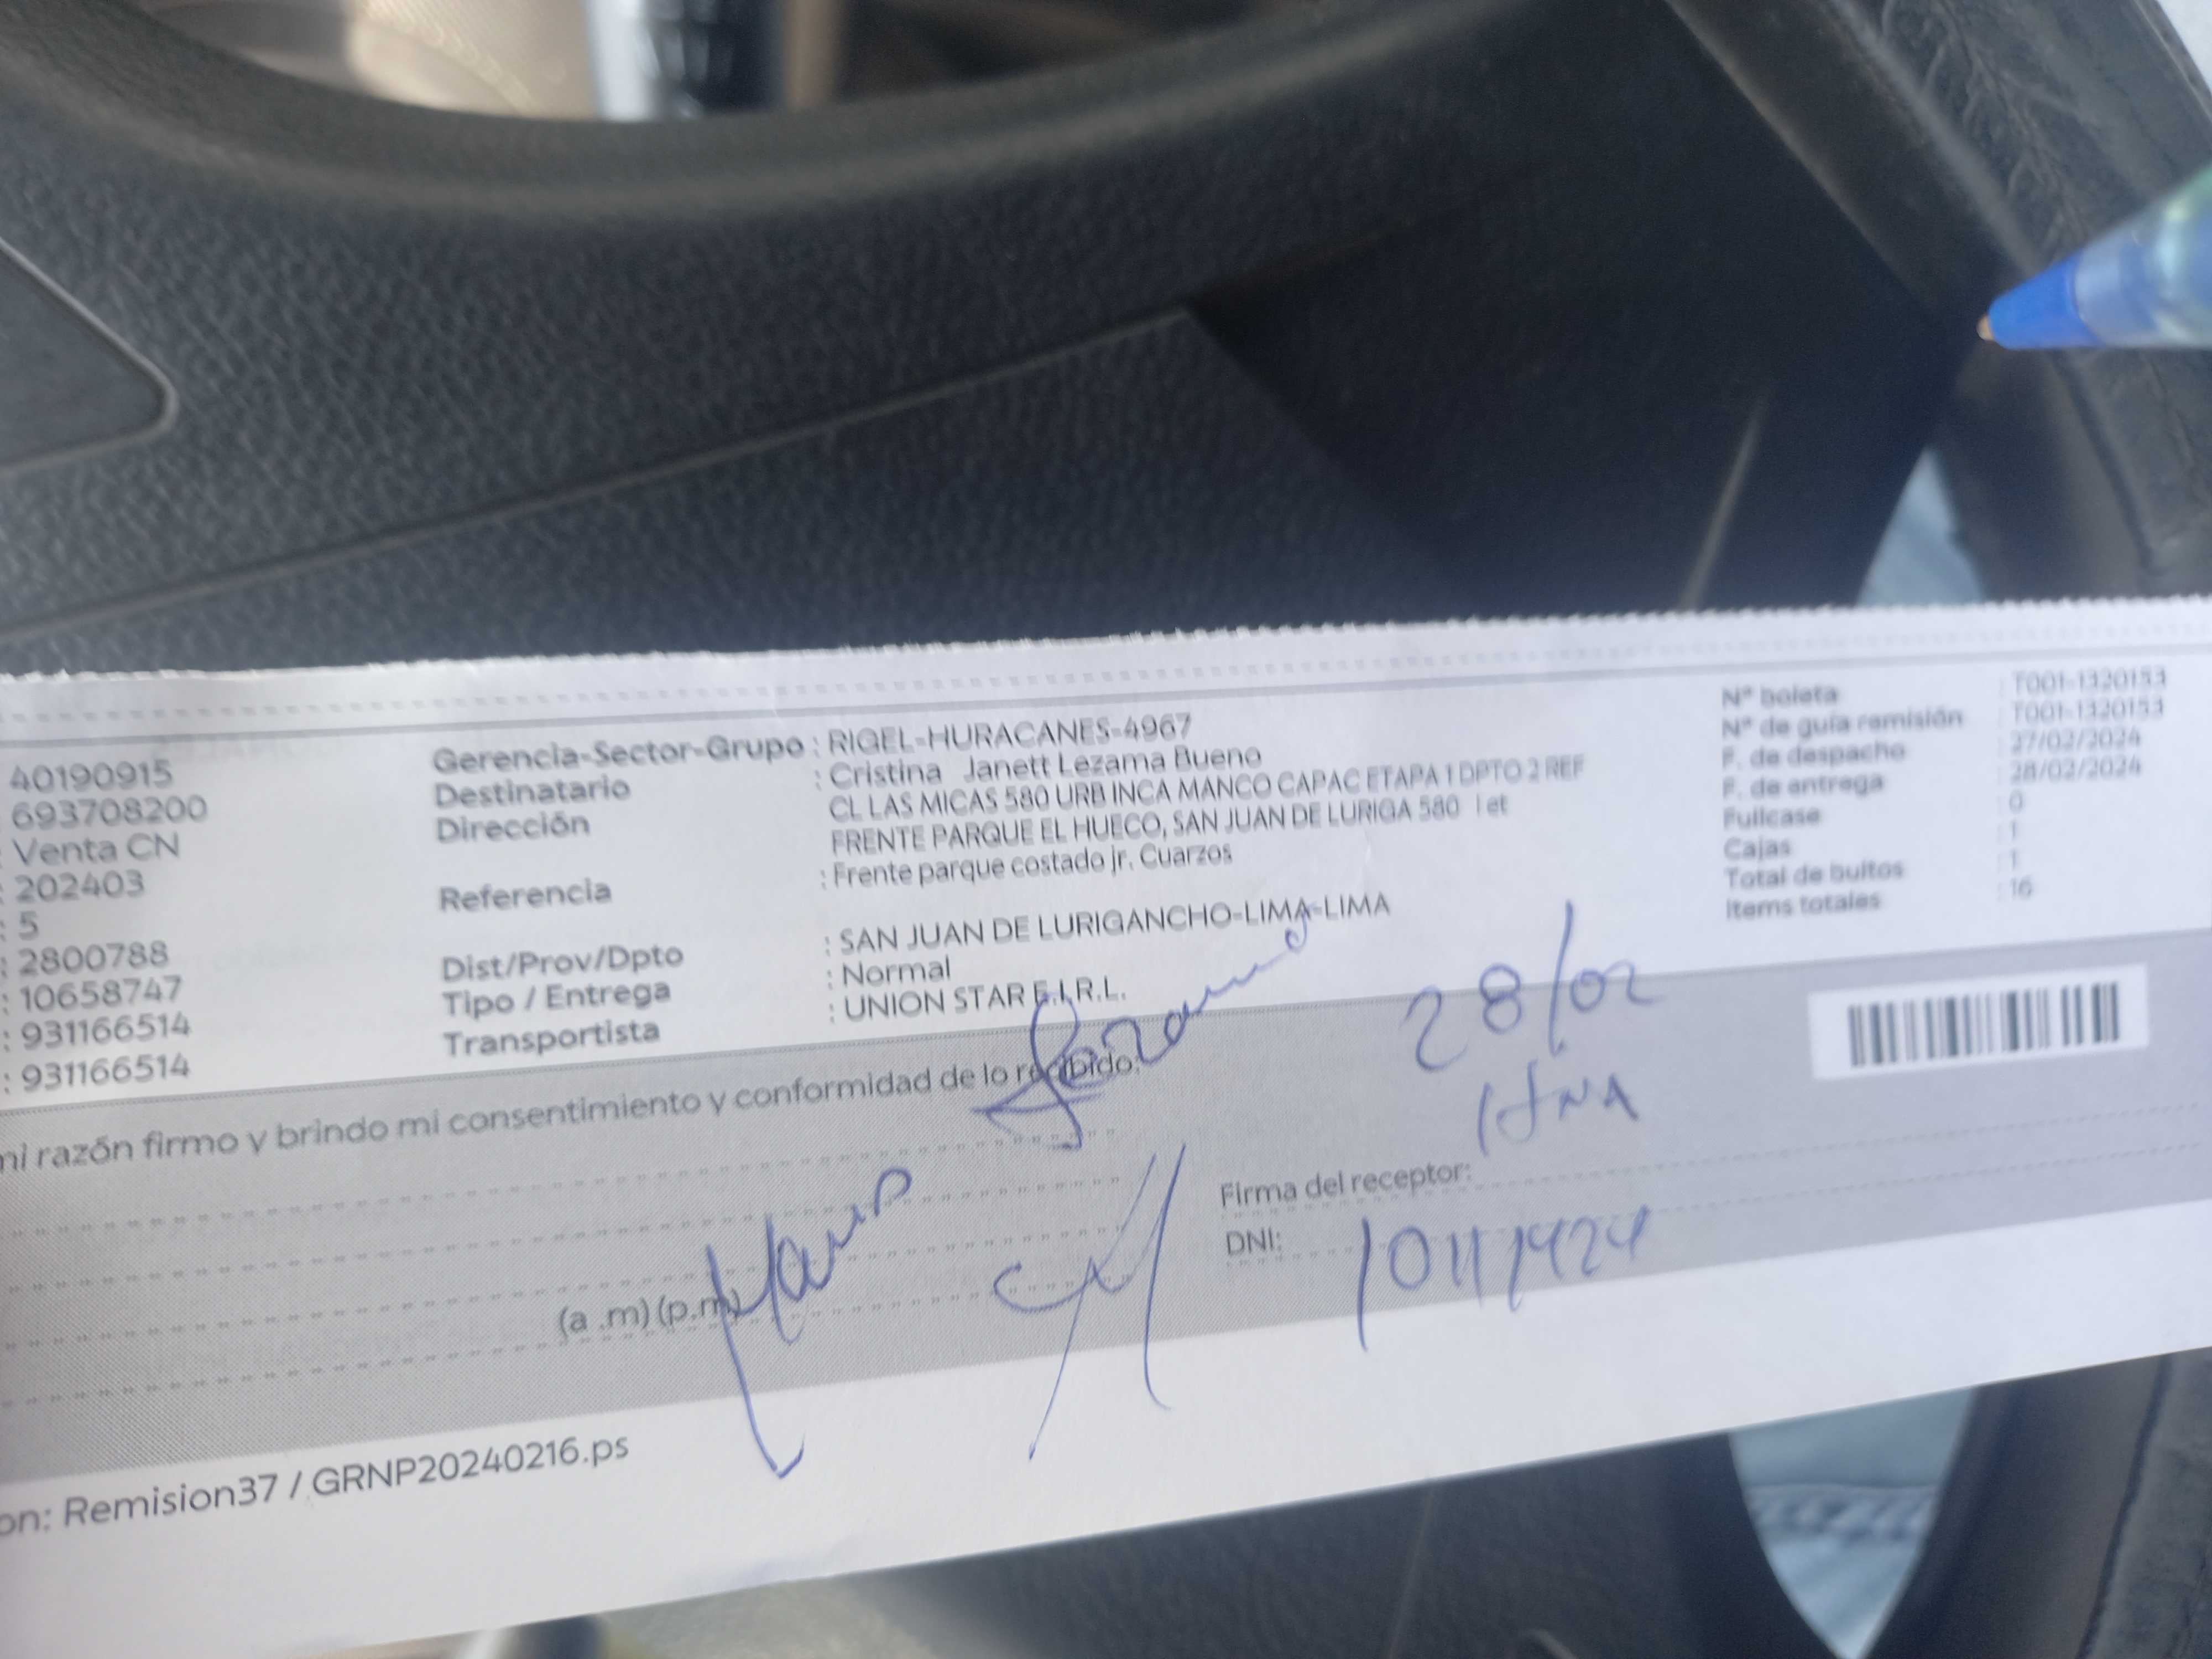 40190915
693708200
: Venta CN
: 202403
: 5
: 2800788
: 10658747
: 931166514
: 931166514
Gerencia-Sector-Grupo : RIGEL-HURACANES-4967
Destinatario : Cristina Janett Lezama Bueno
Dirección CL LAS MICAS 580 URB INCA MANCO CAPAC ETAPA 1 DPTO 2 REF
FRENTE PARQUE EL HUECO, SAN JUAN DE LURIGA 580 1 et
Referencia : Frente parque costado jr. Cuarzos
Dist/Prov/Dpto : SAN JUAN DE LURIGANCHO-LIMA-LIMA
Tipo / Entrega : Normal
Transportista : UNION STAR E.I.R.L.
N° boleta : T001-1320153
N° de guía remisión : T001-1320153
F. de despacho : 27/02/2024
F. de entrega : 28/02/2024
Fullcase : 0
Cajas : 1
Total de bultos : 1
Items totales : 16
mi razón firmo y brindo mi consentimiento y conformidad de lo recibido:
28/02
Firma del receptor:
DNI:
(a .m) (p.m)
on: Remision37 / GRNP20240216.ps